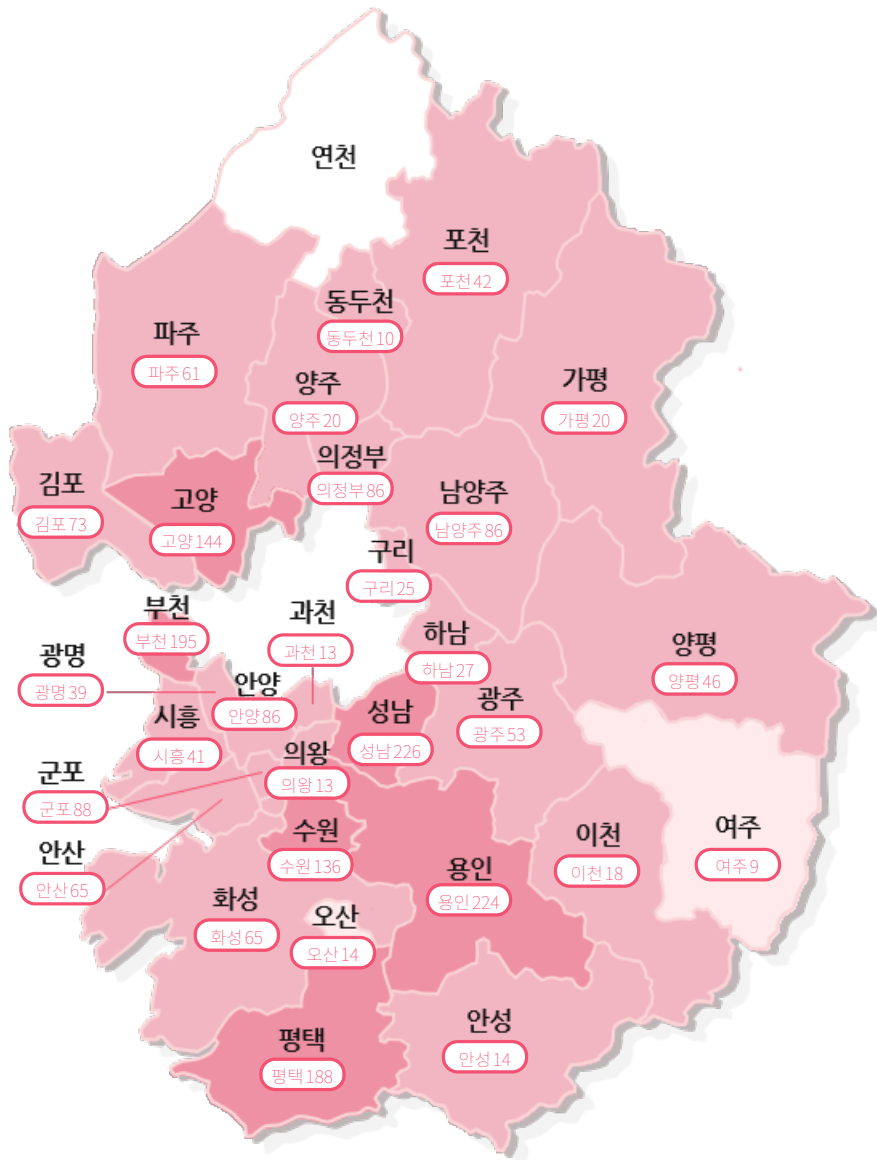 연천
포천
포천42
동두천
동두천10
파주
파주61
양주
양주20
가평
가평20
의정부
의정부86
김포
김포73
고양
고양144
남양주
남양주86
구리
구리25
부천
부천195
과천
과천13
하남
하남27
양평
양평46
광명
광명39
안양
안양86
시흥
시흥41
성남
성남226
광주
광주53
의왕
의왕13
군포
군포88
수원
수원136
이천
이천18
여주
여주9
안산
안산65
용인
용인224
화성
화성65
오산
오산14
안성
안성14
평택
평택188